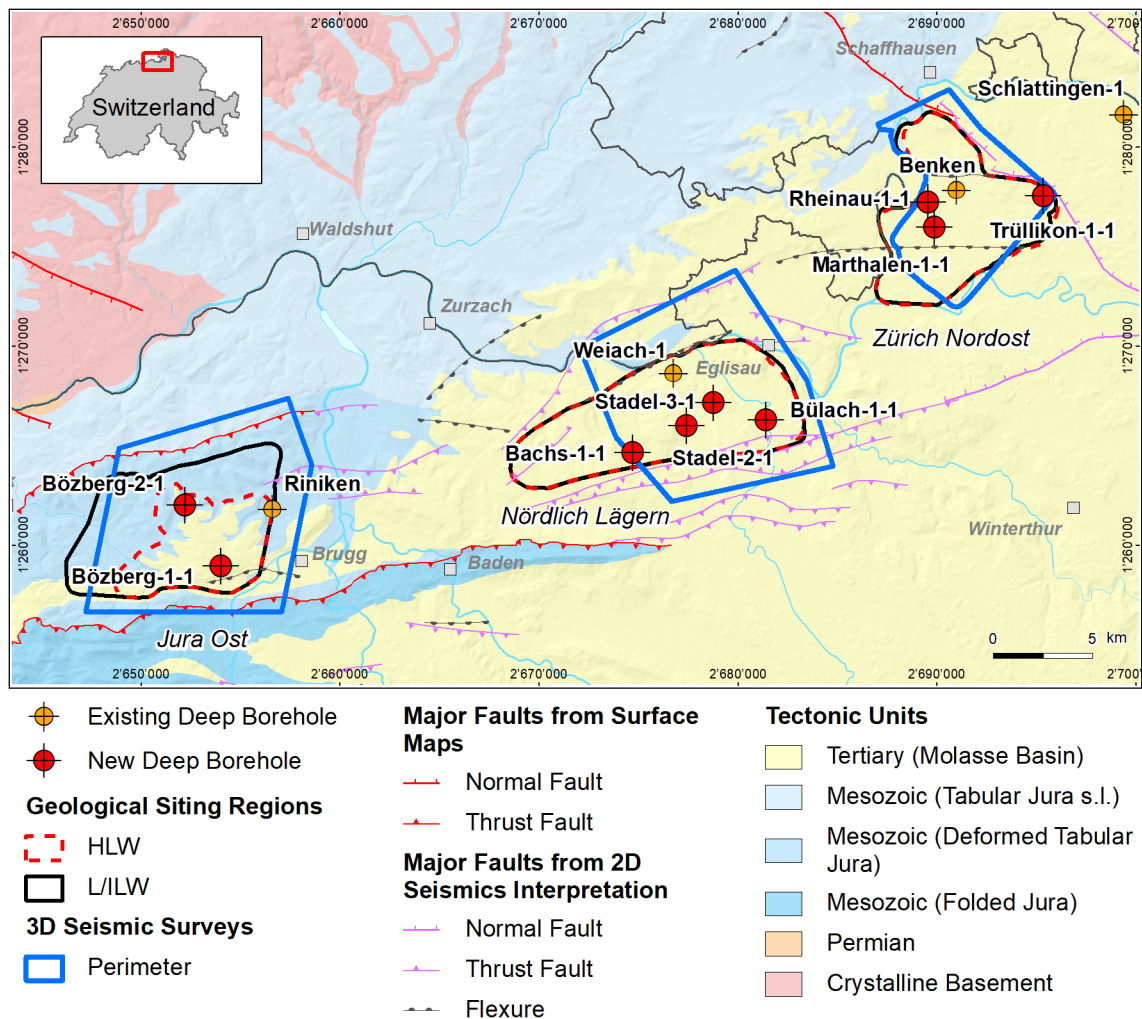 2'650'000
2'660'000
2'670'000
2'680'000
2'690'000
2'700
Switzerland
Schaffhausen
Schlattingen-1
1'280'000
1'280'000
Benken
Rheinau-1-1
Trüllikon-1-1
Marthalen-1-1
Waldshut
Zurzach
Zürich Nordost
1'270'000
1'270'000
Weiach-1
Eglisau
Stadel-3-1
Bülach-1-1
Bachs-1-1
Stadel-2-1
Nördlich Lägern
Bözberg-2-1
Riniken
Winterthur
1'260'000
1'260'000
Brugg
Baden
Bözberg-1-1
Jura Ost
0
5
km
2'650'000
2'660'000
2'670'000
2'680'000
2'690'000
2'700
Existing Deep Borehole
New Deep Borehole
Geological Siting Regions
HLW
L/ILW
3D Seismic Surveys
Perimeter
Major Faults from Surface
Maps
Normal Fault
Thrust Fault
Major Faults from 2D
Seismics Interpretation
Normal Fault
Thrust Fault
Flexure
Tectonic Units
Tertiary (Molasse Basin)
Mesozoic (Tabular Jura s.l.)
Mesozoic (Deformed Tabular
Jura)
Mesozoic (Folded Jura)
Permian
Crystalline Basement